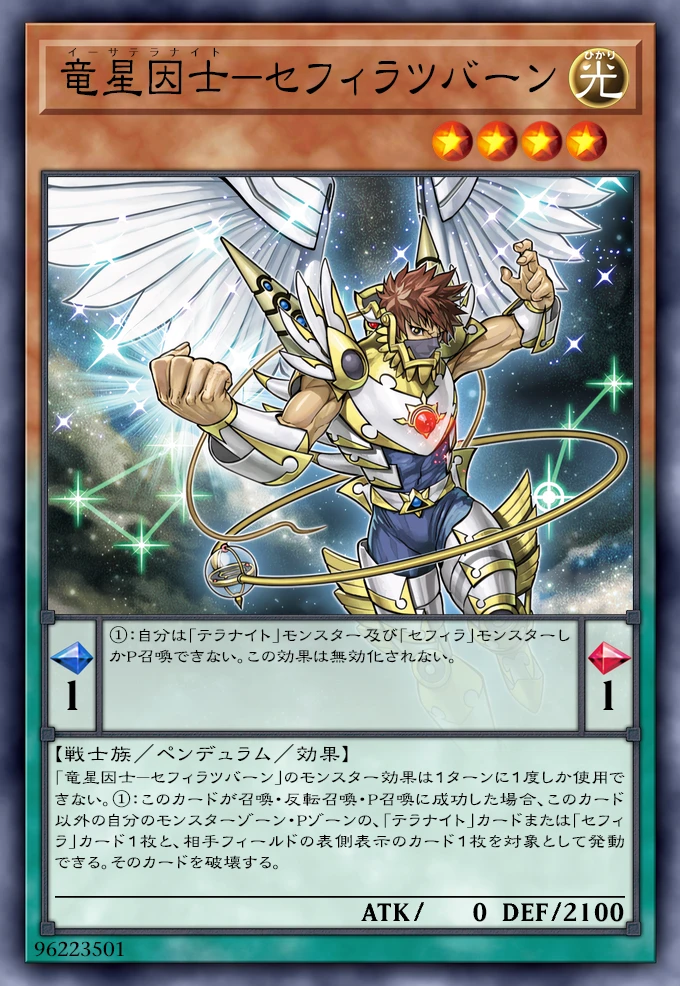 イーサテラナイト
竜星因士－セフィラツバーン
ひかり
光
①：自分は「テラナイト」モンスター及び「セフィラ」モンスターし
かP召喚できない。この効果は無効化されない。
1
1
【戦士族／ペンデュラム／効果】
「竜星因士－セフィラツバーン」のモンスター効果は１ターンに１度しか使用で
きない。①：このカードが召喚・反転召喚・P召喚に成功した場合、このカード
以外の自分のモンスターゾーン・Pゾーンの、「テラナイト」カードまたは「セフィ
ラ」カード１枚と、相手フィールドの表側表示のカード１枚を対象として発動
できる。そのカードを破壊する。
ATK/ 0 DEF/2100
96223501